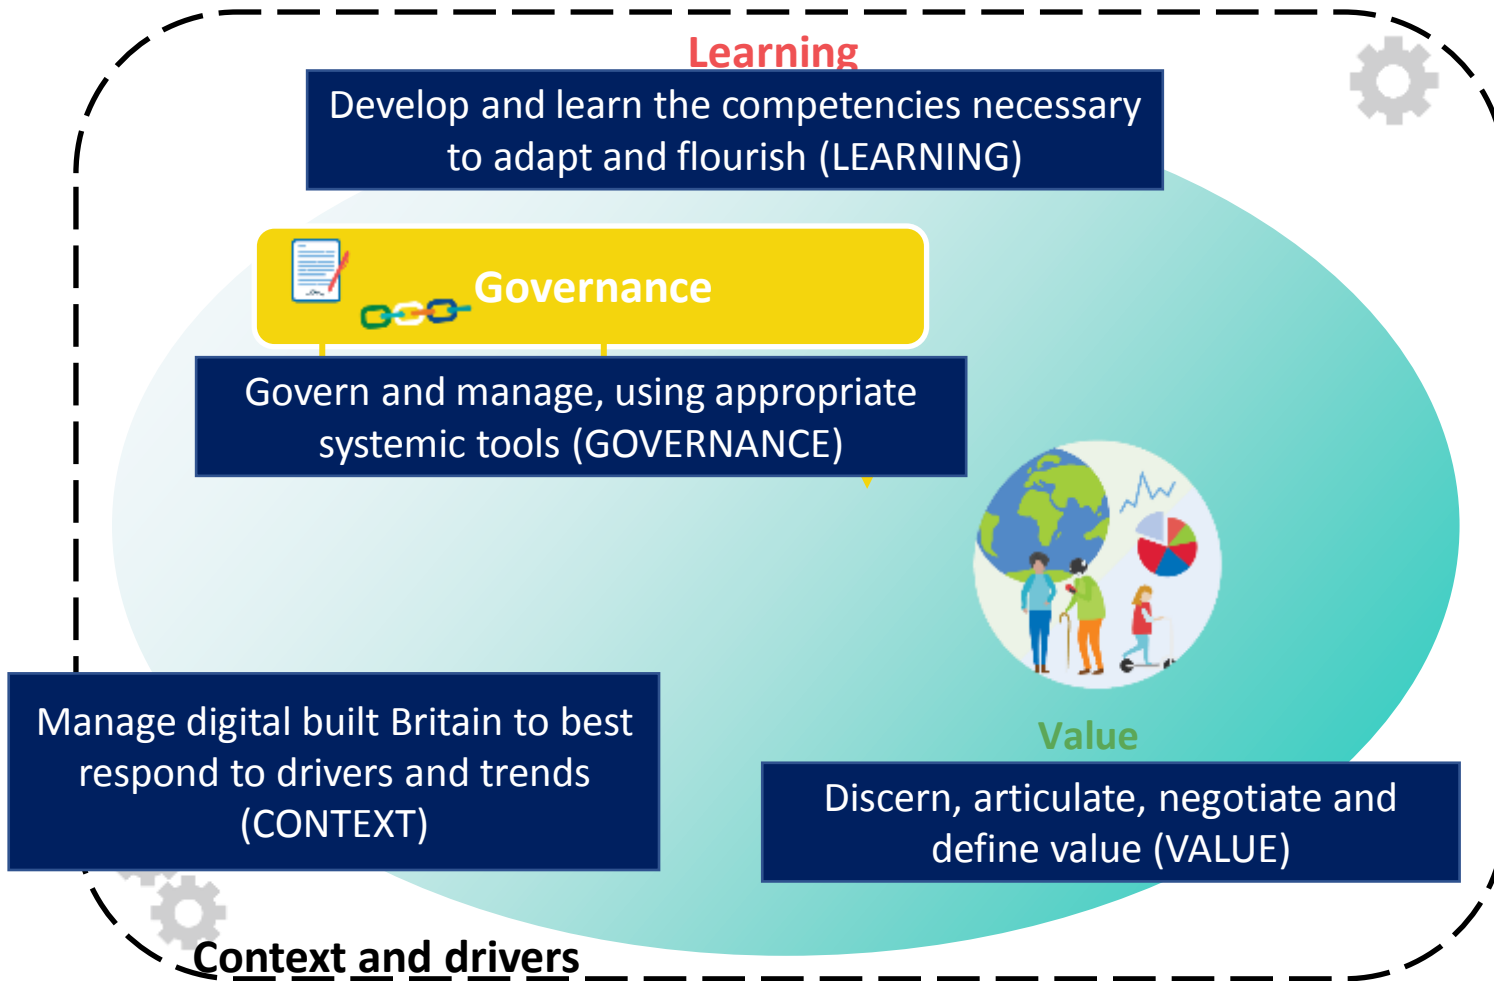 Learning
Develop and learn the competencies necessary
to adapt and flourish (LEARNING)
Governance
Govern and manage, using appropriate
systemic tools (GOVERNANCE)
Manage digital built Britain to best
respond to drivers and trends
(CONTEXT)
Value
Discern, articulate, negotiate and
define value (VALUE)
Context and drivers